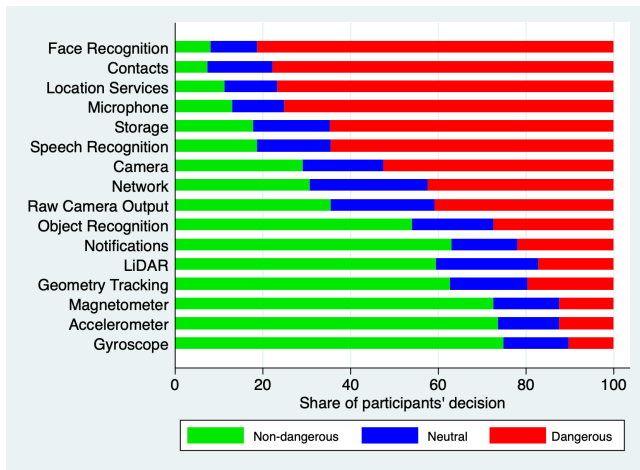 Face Recognition
Contacts
Location Services
Microphone
Storage
Speech Recognition
Camera
Network
Raw Camera Output
Object Recognition
Notifications
LiDAR
Geometry Tracking
Magnetometer
Accelerometer
Gyroscope
0 20 40 60 80 100
Share of participants' decision
Non-dangerous Neutral Dangerous